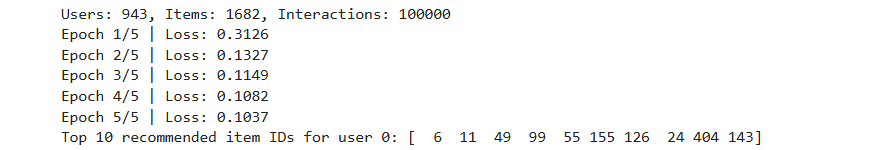 Users: 943, Items: 1682, Interactions: 100000
Epoch 1/5 | Loss: 0.3126
Epoch 2/5 | Loss: 0.1327
Epoch 3/5 | Loss: 0.1149
Epoch 4/5 | Loss: 0.1082
Epoch 5/5 | Loss: 0.1037
Top 10 recommended item IDs for user 0: [  6  11  49  99  55 155 126  24 404 143]